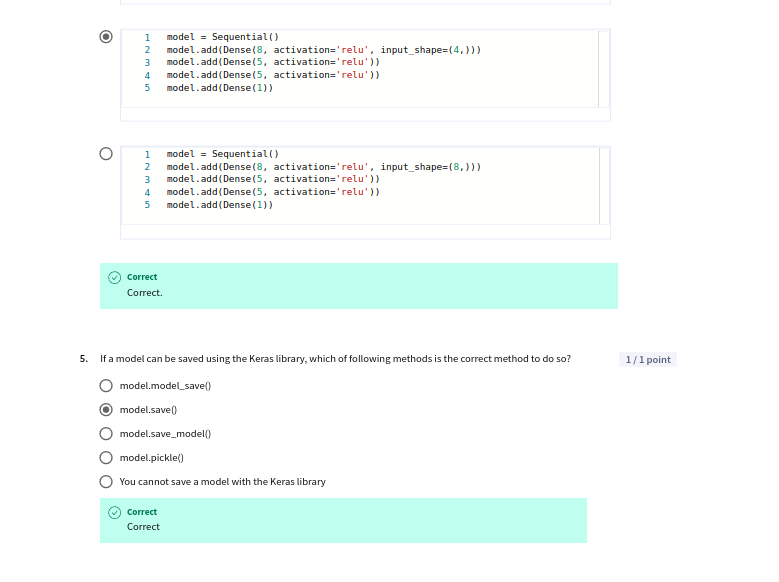 1 model = Sequential()
2 model.add(Dense(8, activation='relu', input_shape=(4,)))
3 model.add(Dense(5, activation='relu'))
4 model.add(Dense(5, activation='relu'))
5 model.add(Dense(1))
1 model = Sequential()
2 model.add(Dense(8, activation='relu', input_shape=(8,)))
3 model.add(Dense(5, activation='relu'))
4 model.add(Dense(5, activation='relu'))
5 model.add(Dense(1))
Correct
Correct.
5. If a model can be saved using the Keras library, which of following methods is the correct method to do so? 1 / 1 point
model.model_save()
model.save()
model.save_model()
model.pickle()
You cannot save a model with the Keras library
Correct
Correct